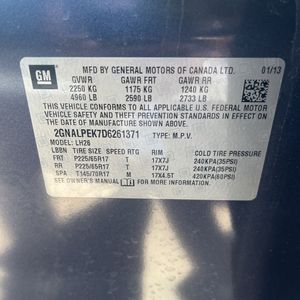 MFD BY GENERAL MOTORS OF CANADA LTD. 01/13
GM
GVWR GAWR FRT GAWR RR
2250 KG 1175 KG 1240 KG
4960 LB 2590 LB 2733 LB
THIS VEHICLE CONFORMS TO ALL APPLICABLE U.S. FEDERAL MOTOR
VEHICLE SAFETY, BUMPER, AND THEFT PREVENTION STANDARDS
IN EFFECT ON THE DATE OF MANUFACTURE SHOWN ABOVE.
2GNALPEK7D6261371 TYPE: M.P.V.
MODEL: LH26
LBBN TIRE SIZE SPEED RTG RIM COLD TIRE PRESSURE
FRT P225/65R17 T 17X7J 240KPA(35PSI)
RR P225/65R17 T 17X7J 240KPA(35PSI)
SPA T145/70R17 M 17X4.5T 420KPA(60PSI)
SEE OWNER'S MANUAL FOR ADDITIONAL INFORMATION